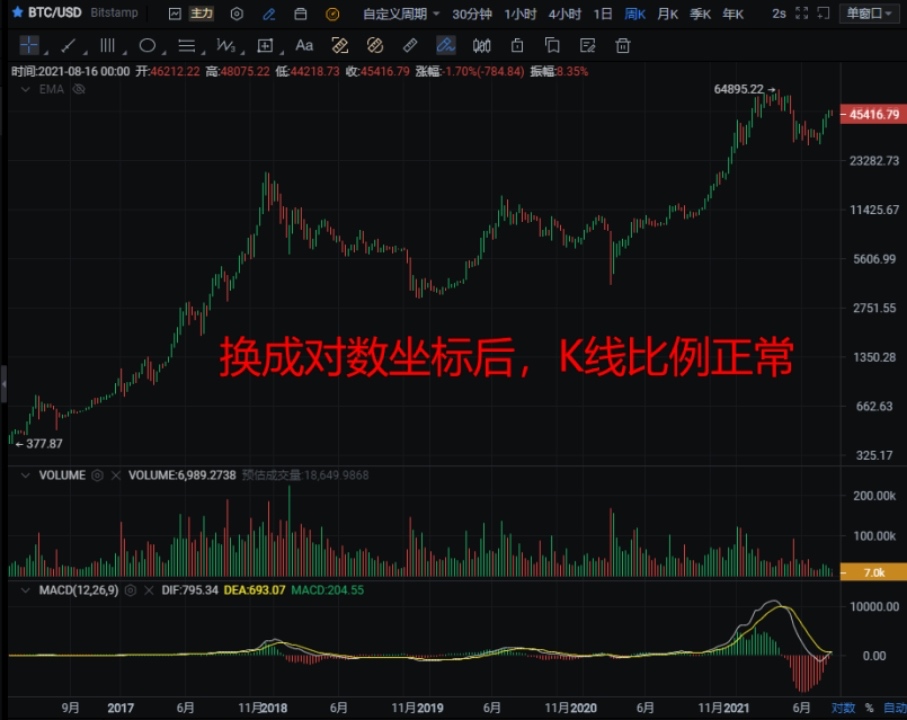 BTC/USD Bitstamp 主力 自定义周期 30分钟 1小时 4小时 1日 周K 月K 季K 年K 2s 单窗口
Aa
时间:2021-08-16 00:00 开:46212.22 高:48075.22 低:44218.73 收:45416.79 涨幅:-1.70%(-784.84) 振幅:8.35%
EMA
64895.22
45416.79
23282.73
11425.67
5606.99
2751.55
换成对数坐标后，K线比例正常
1350.28
662.63
377.87
325.17
VOLUME VOLUME:6,989.2738 预估成交量:18,649.9868
200.00k
100.00k
7.0k
MACD(12,26,9) DIF:795.34 DEA:693.07 MACD:204.55
10000.00
0.00
9月 2017 6月 11月2018 6月 11月2019 6月 11月2020 6月 11月2021 6月 对数 % 自动